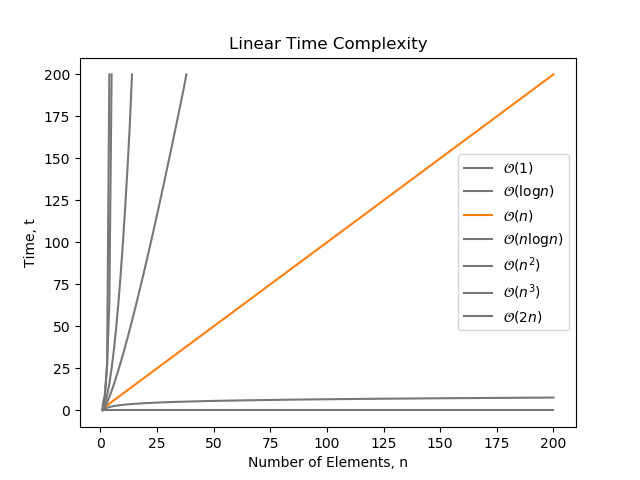 Linear Time Complexity
Time, t
200
175
150
125
100
75
50
25
0
𝒪(1)
𝒪(logn)
𝒪(n)
𝒪(nlogn)
𝒪(n²)
𝒪(n³)
𝒪(2n)
0 25 50 75 100 125 150 175 200
Number of Elements, n